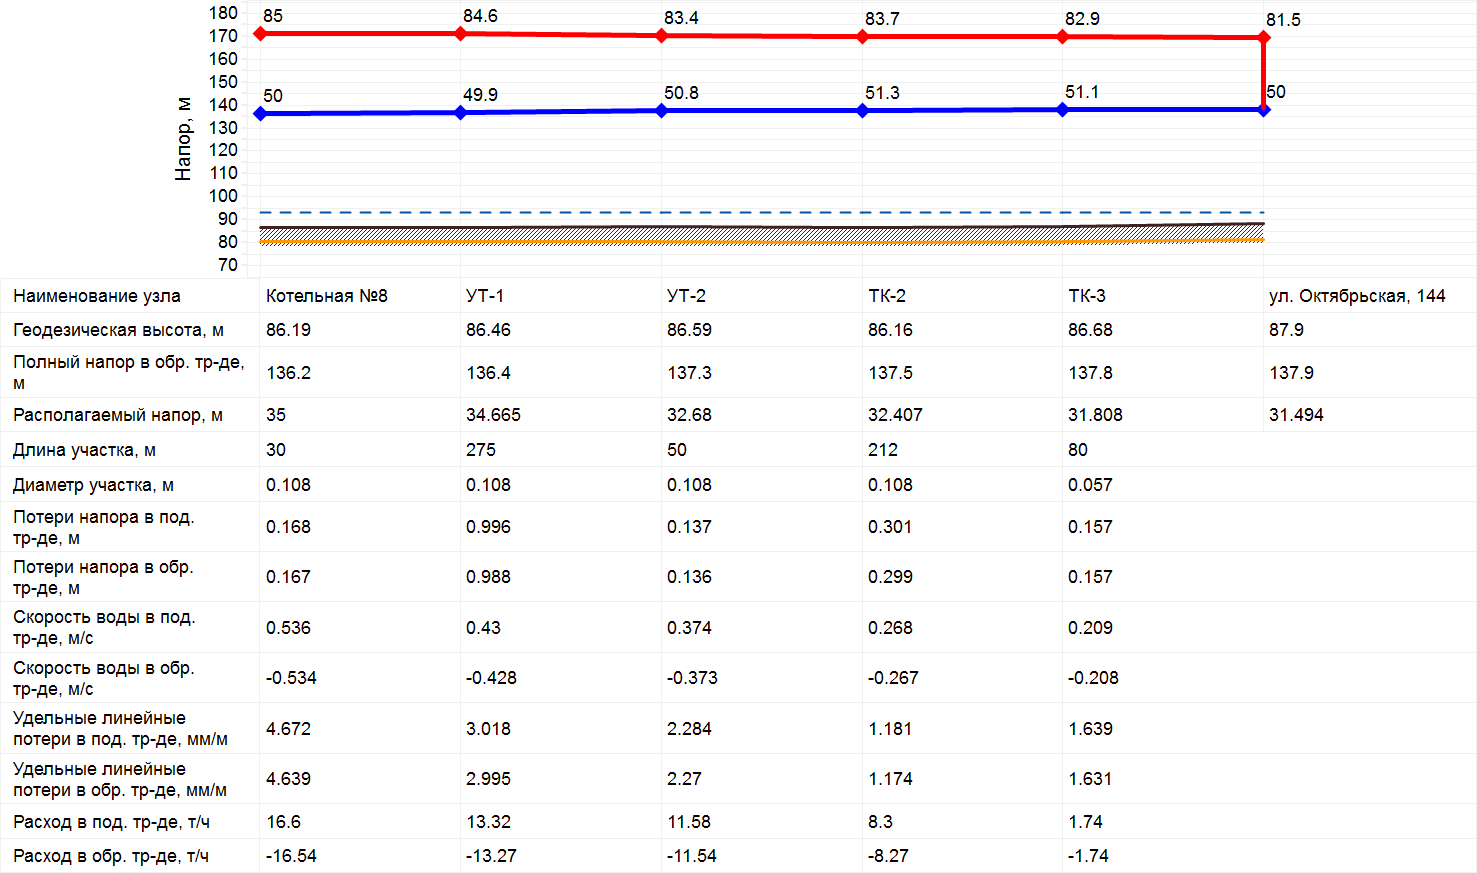 180
170
160
150
140
130
120
110
100
90
80
70
Напор, м
85
84.6
83.4
83.7
82.9
81.5
50
49.9
50.8
51.3
51.1
50
Наименование узла Котельная №8 УТ-1 УТ-2 ТК-2 ТК-3 ул. Октябрьская, 144
Геодезическая высота, м 86.19 86.46 86.59 86.16 86.68 87.9
Полный напор в обр. тр-де,
м 136.2 136.4 137.3 137.5 137.8 137.9
Располагаемый напор, м 35 34.665 32.68 32.407 31.808 31.494
Длина участка, м 30 275 50 212 80
Диаметр участка, м 0.108 0.108 0.108 0.108 0.057
Потери напора в под.
тр-де, м 0.168 0.996 0.137 0.301 0.157
Потери напора в обр.
тр-де, м 0.167 0.988 0.136 0.299 0.157
Скорость воды в под.
тр-де, м/с 0.536 0.43 0.374 0.268 0.209
Скорость воды в обр.
тр-де, м/с -0.534 -0.428 -0.373 -0.267 -0.208
Удельные линейные
потери в под. тр-де, мм/м 4.672 3.018 2.284 1.181 1.639
Удельные линейные
потери в обр. тр-де, мм/м 4.639 2.995 2.27 1.174 1.631
Расход в под. тр-де, т/ч 16.6 13.32 11.58 8.3 1.74
Расход в обр. тр-де, т/ч -16.54 -13.27 -11.54 -8.27 -1.74